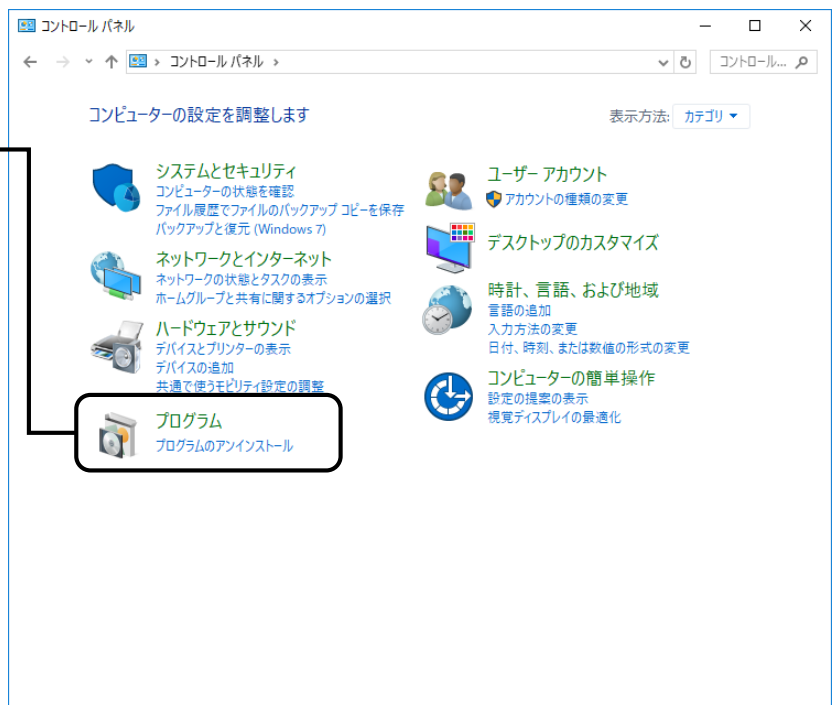 コントロール パネル
コントロール パネル
コントロール...
コンピューターの設定を調整します
表示方法: カテゴリ
システムとセキュリティ
コンピューターの状態を確認
ファイル履歴でファイルのバックアップ コピーを保存
バックアップと復元 (Windows 7)
ネットワークとインターネット
ネットワークの状態とタスクの表示
ホームグループと共有に関するオプションの選択
ハードウェアとサウンド
デバイスとプリンターの表示
デバイスの追加
共通で使うモビリティ設定の調整
プログラム
プログラムのアンインストール
ユーザー アカウント
アカウントの種類の変更
デスクトップのカスタマイズ
時計、言語、および地域
言語の追加
入力方法の変更
日付、時刻、または数値の形式の変更
コンピューターの簡単操作
設定の提案の表示
視覚ディスプレイの最適化